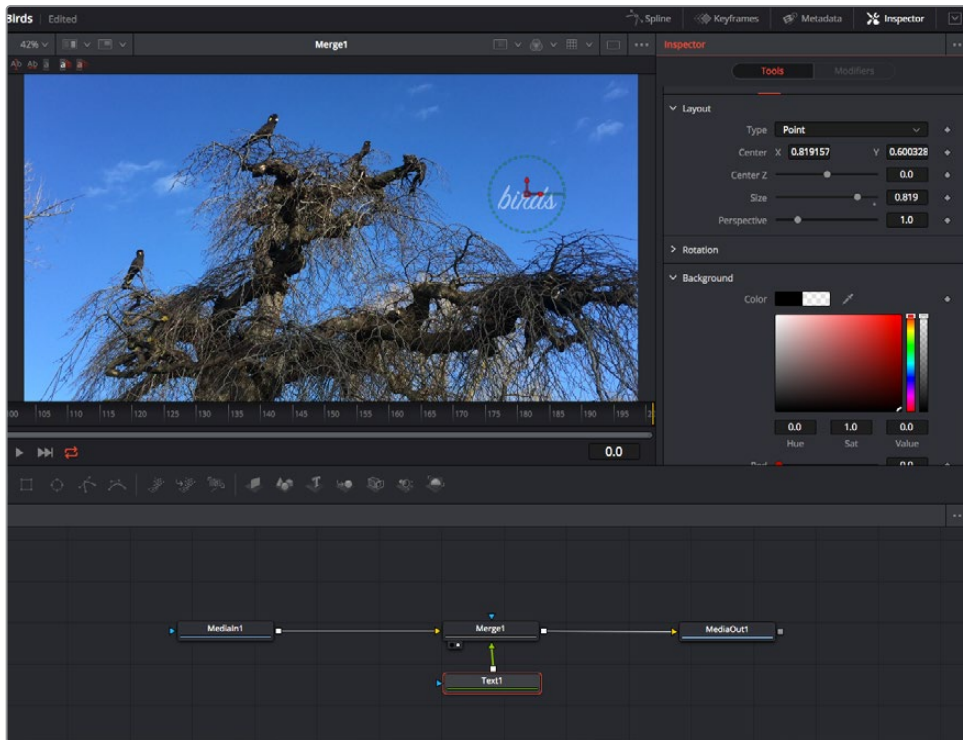 Birds Edited Spline Keyframes Metadata Inspector
42% Merge1 Inspector
Ab Ab a a a
Tools Modifiers
Layout
Type Point
Center X 0.819157 Y 0.600328
Center Z 0.0
Size 0.819
Perspective 1.0
birds
Rotation
Background
Color
00 105 110 115 120 125 130 135 140 145 150 155 160 165 170 175 180 185 190 195
0.0 1.0 0.0
Hue Sat Value
0.0
MediaIn1 Merge1 MediaOut1
Text1